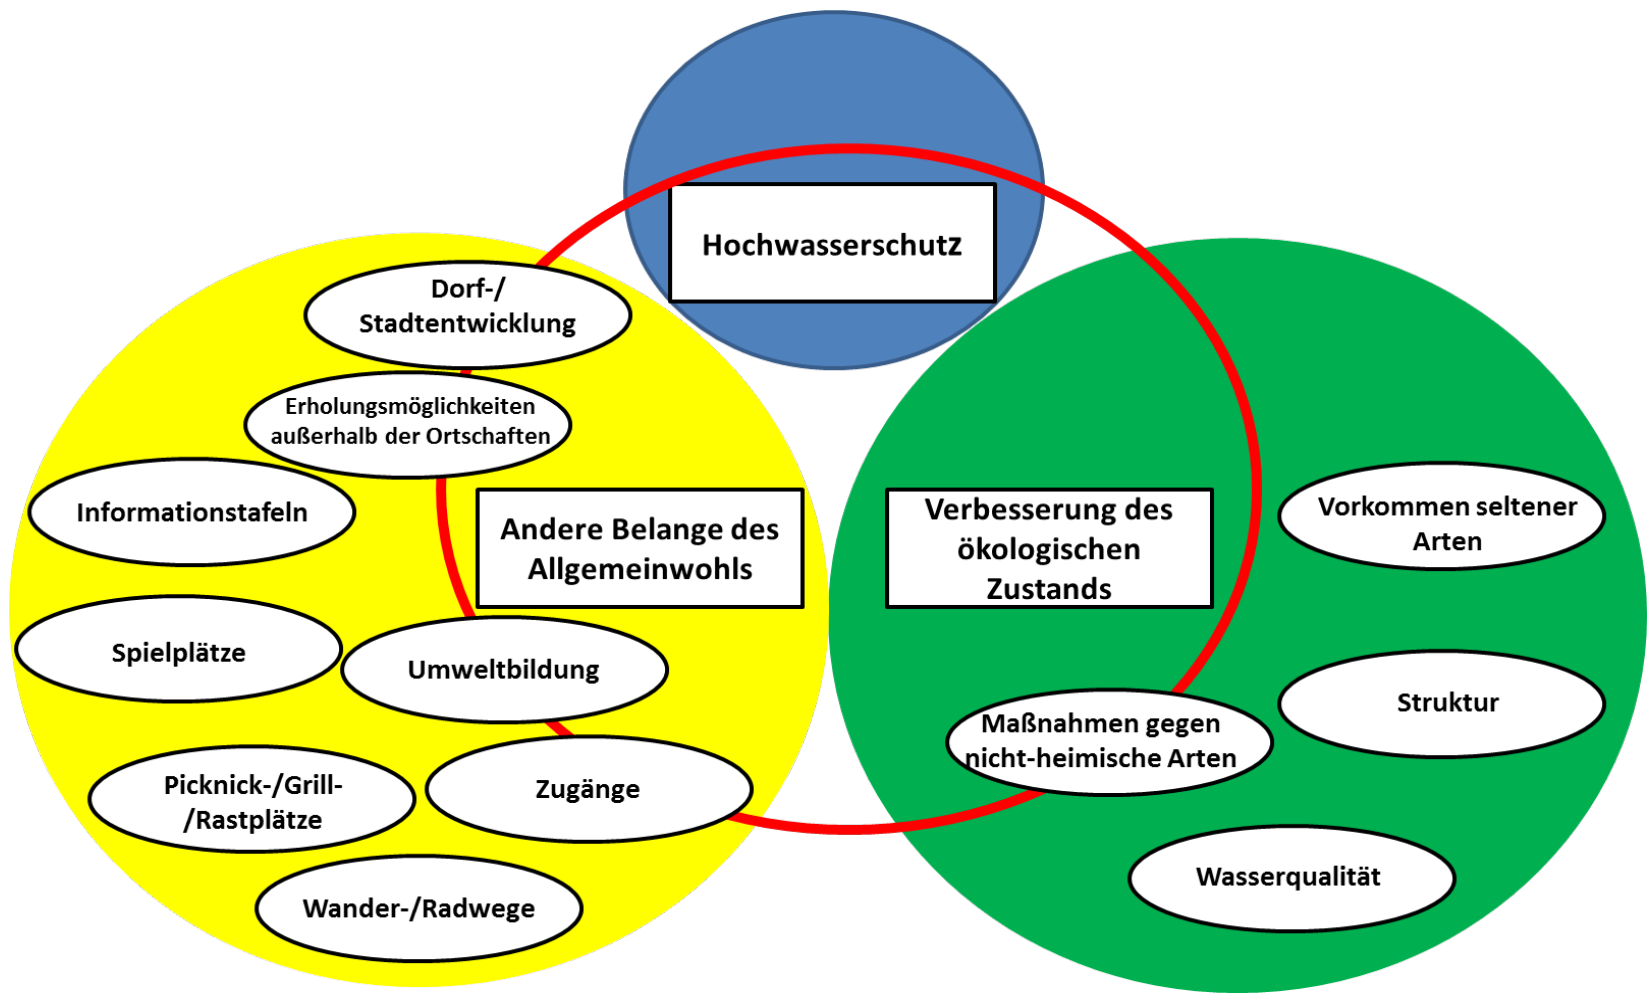 Hochwasserschutz
Dorf-/
Stadtentwicklung
Erholungsmöglichkeiten
außerhalb der Ortschaften
Informationstafeln
Andere Belange des
Allgemeinwohls
Spielplätze
Umweltbildung
Picknick-/Grill-
/Rastplätze
Zugänge
Wander-/Radwege
Verbesserung des
ökologischen
Zustands
Vorkommen seltener
Arten
Struktur
Maßnahmen gegen
nicht-heimische Arten
Wasserqualität